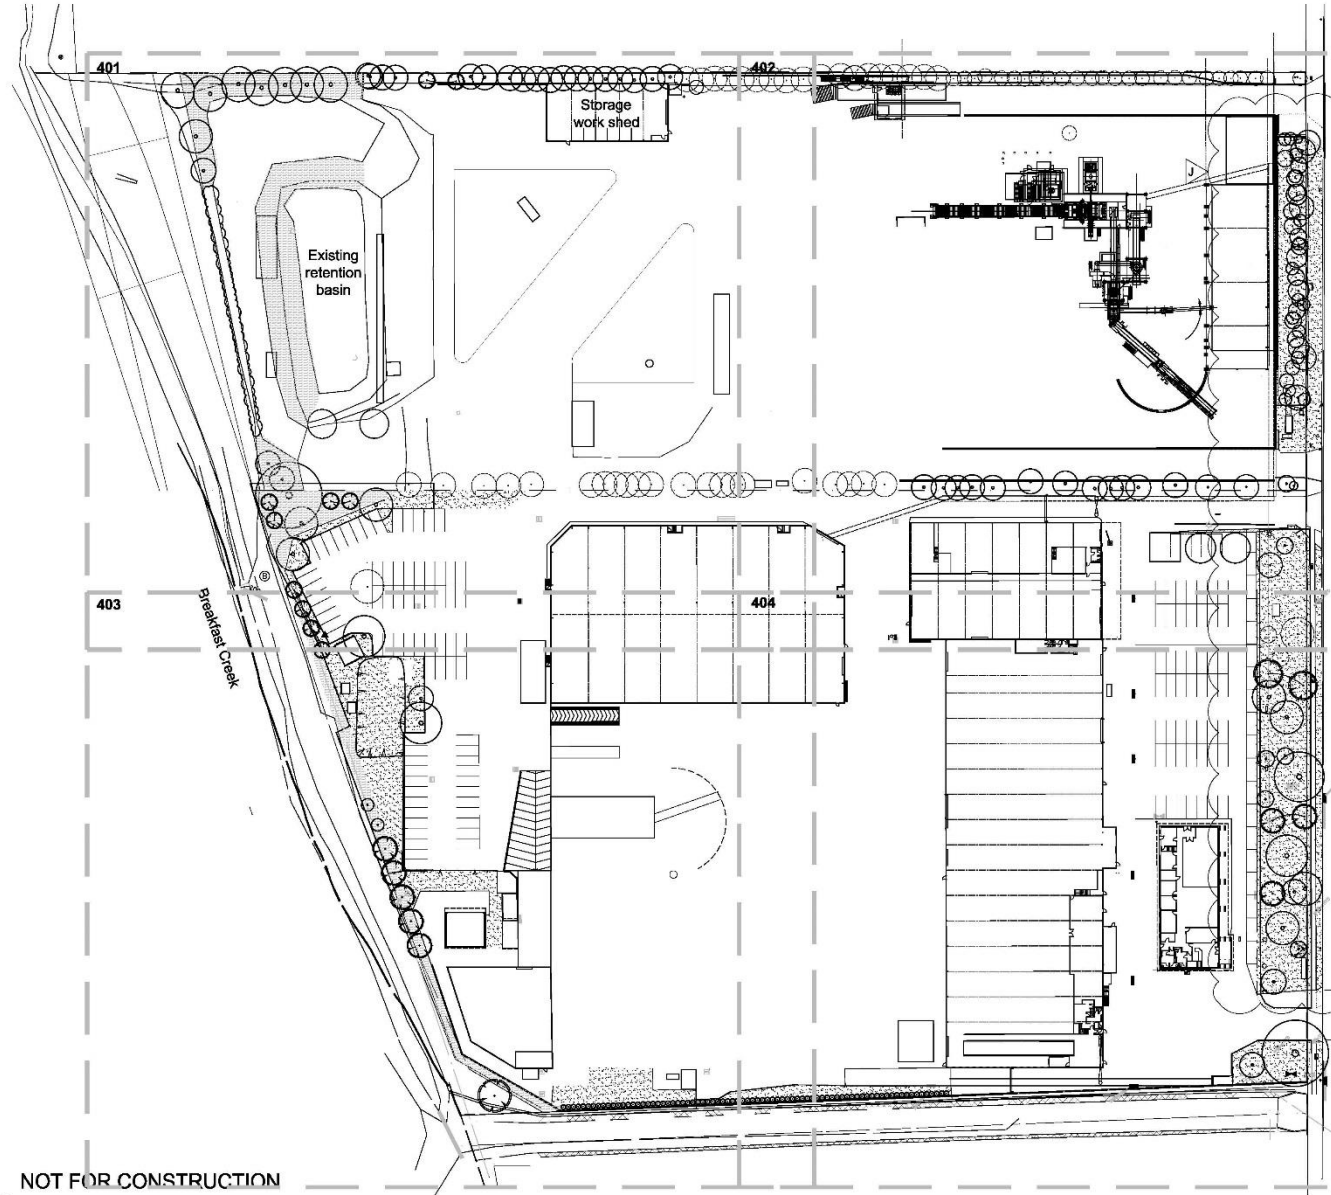 401
402
Storage
work shed
J
Existing
retention
basin
B
403
404
Breakfast Creek
NOT FOR CONSTRUCTION